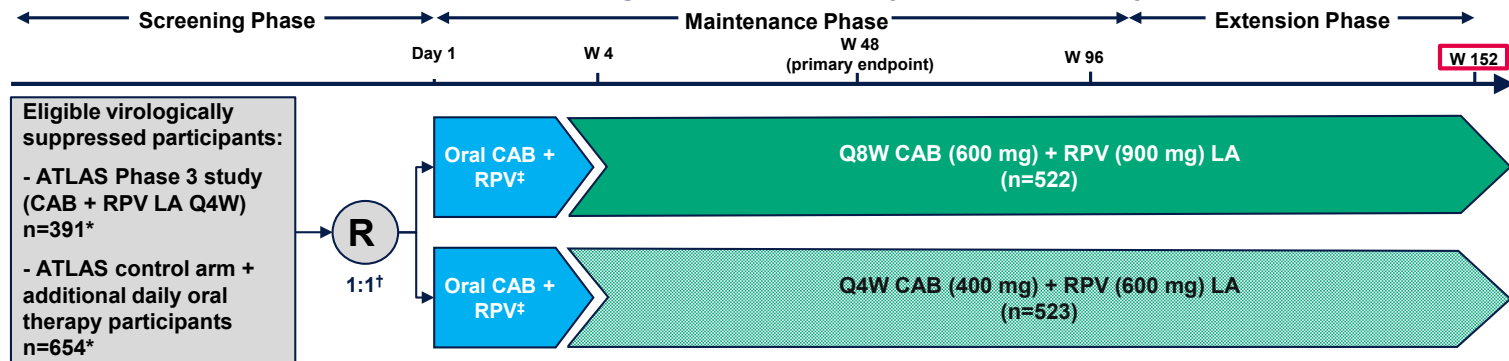 Screening Phase
Maintenance Phase
Extension Phase
Day 1
W 4
W 48
(primary endpoint)
W 96
W 152
Eligible virologically
suppressed participants:
- ATLAS Phase 3 study
(CAB + RPV LA Q4W)
n=391*
- ATLAS control arm +
additional daily oral
therapy participants
n=654*
R
1:1†
Oral CAB +
RPV‡
Q8W CAB (600 mg) + RPV (900 mg) LA
(n=522)
Oral CAB +
RPV‡
Q4W CAB (400 mg) + RPV (600 mg) LA
(n=523)